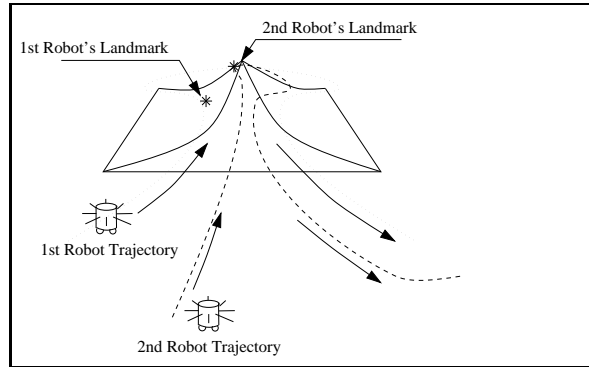 2nd Robot's Landmark
1st Robot's Landmark
1st Robot Trajectory
2nd Robot Trajectory